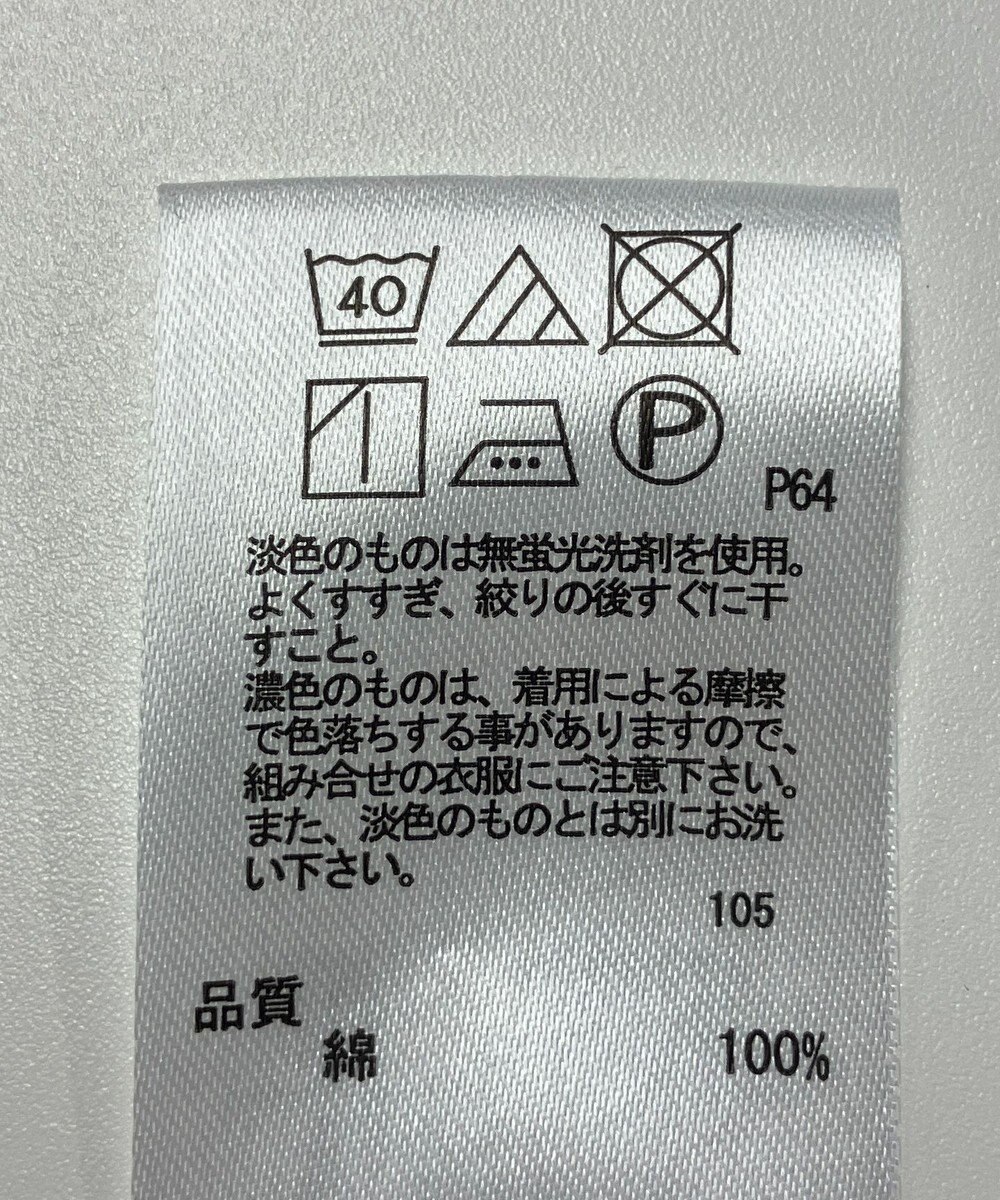 40
P
P64
淡色のものは無蛍光洗剤を使用。
よくすすぎ、絞りの後すぐに干
すこと。
濃色のものは、着用による摩擦
で色落ちする事がありますので、
組み合せの衣服にご注意下さい。
また、淡色のものとは別にお洗
い下さい。
105
品質
綿 100%